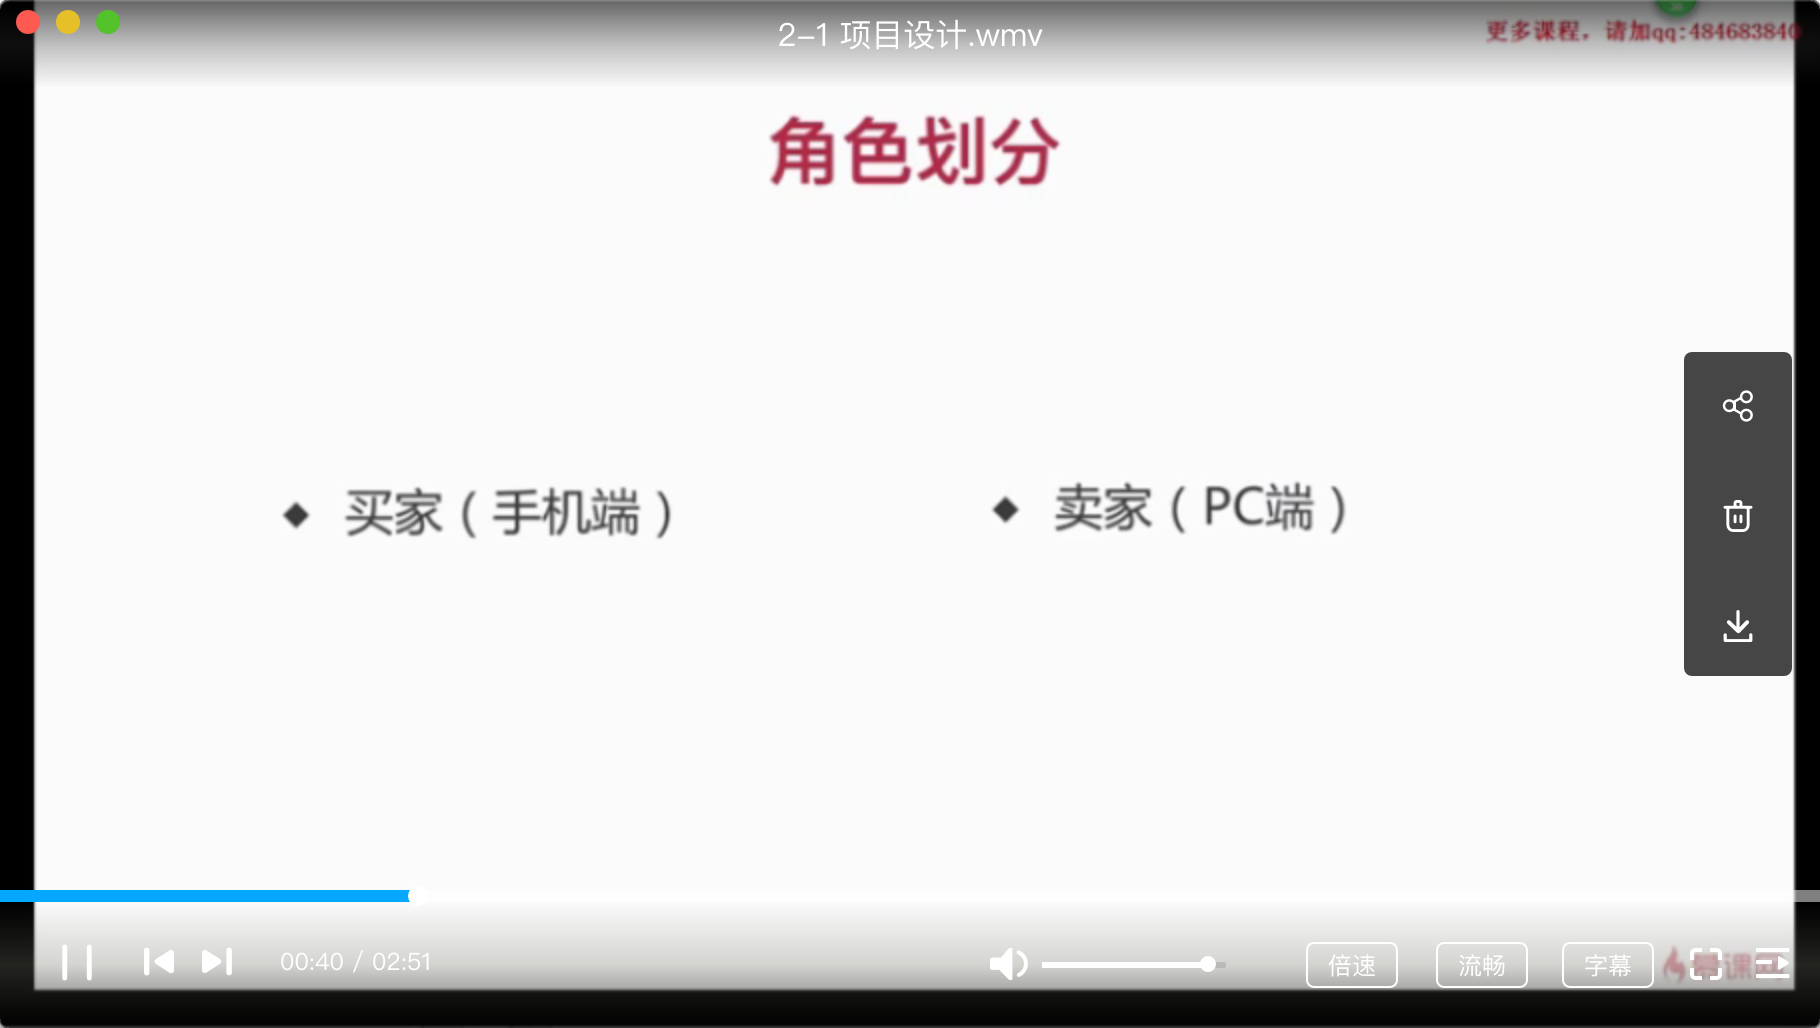 2-1 项目设计.wmv
更多课程，请加qq:484683840
角色划分
◆ 买家（手机端）
◆ 卖家（PC端）
00:40 / 02:51
倍速
流畅
字幕